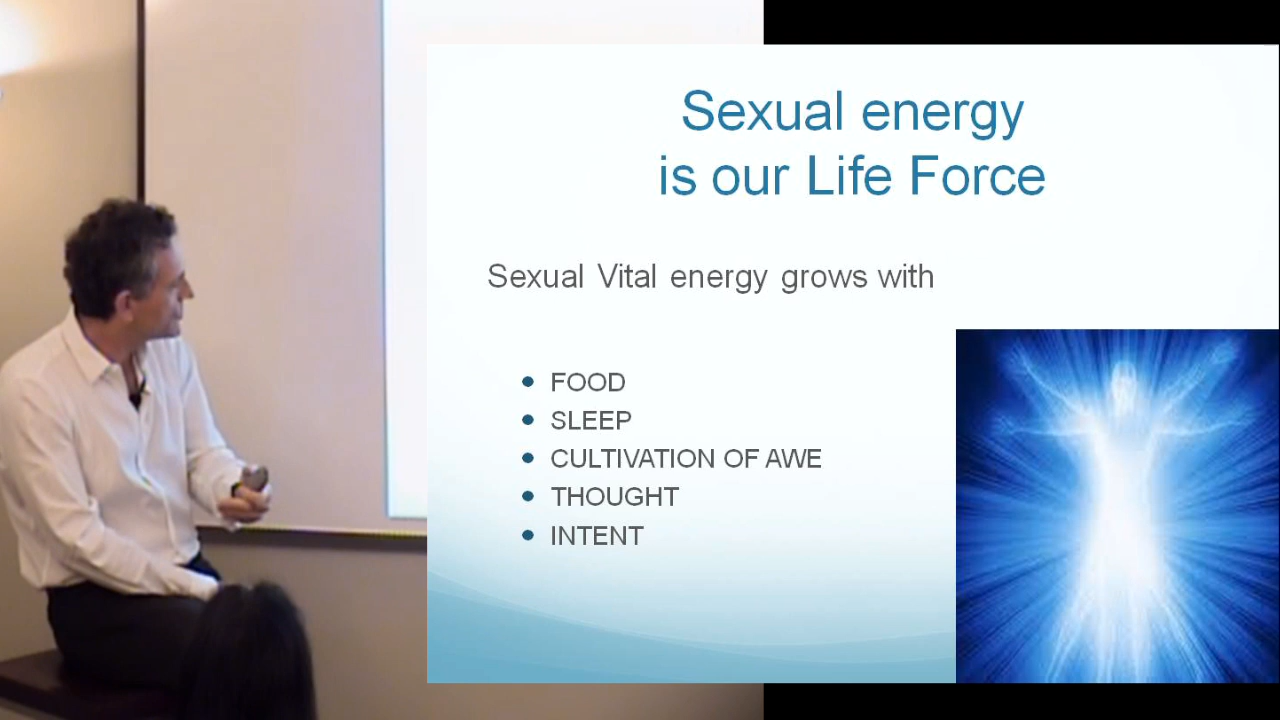 Sexual energy
is our Life Force
Sexual Vital energy grows with
• FOOD
• SLEEP
• CULTIVATION OF AWE
• THOUGHT
• INTENT